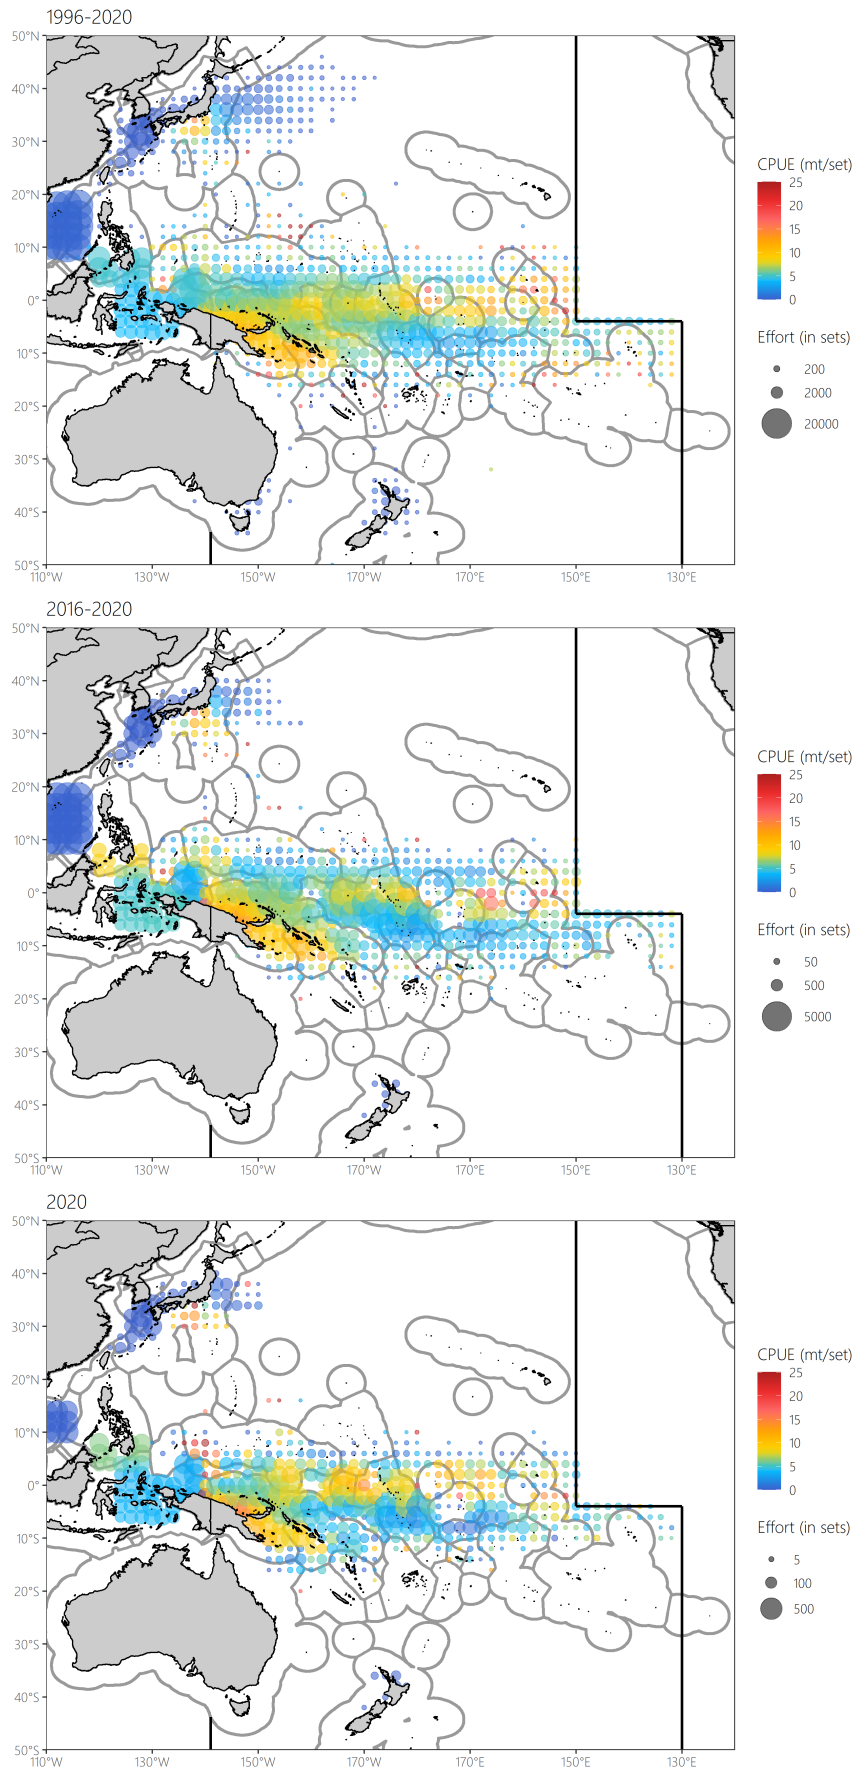 1996-2020
50°N
40°N
30°N
20°N
10°N
0°
10°S
20°S
30°S
40°S
50°S
110°W 130°W 150°W 170°W 170°E 150°E 130°E
CPUE (mt/set)
25
20
15
10
5
0
Effort (in sets)
200
2000
20000
2016-2020
50°N
40°N
30°N
20°N
10°N
0°
10°S
20°S
30°S
40°S
50°S
110°W 130°W 150°W 170°W 170°E 150°E 130°E
CPUE (mt/set)
25
20
15
10
5
0
Effort (in sets)
50
500
5000
2020
50°N
40°N
30°N
20°N
10°N
0°
10°S
20°S
30°S
40°S
50°S
110°W 130°W 150°W 170°W 170°E 150°E 130°E
CPUE (mt/set)
25
20
15
10
5
0
Effort (in sets)
5
100
500